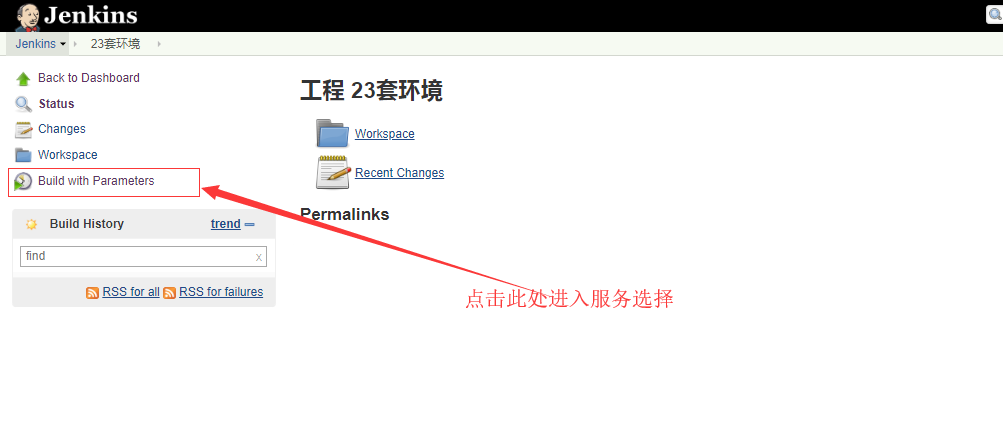 Jenkins
Jenkins
23套环境
Back to Dashboard
Status
Changes
Workspace
Build with Parameters
Build History
trend
find
x
RSS for all
RSS for failures
工程 23套环境
Workspace
Recent Changes
Permalinks
点击此处进入服务选择